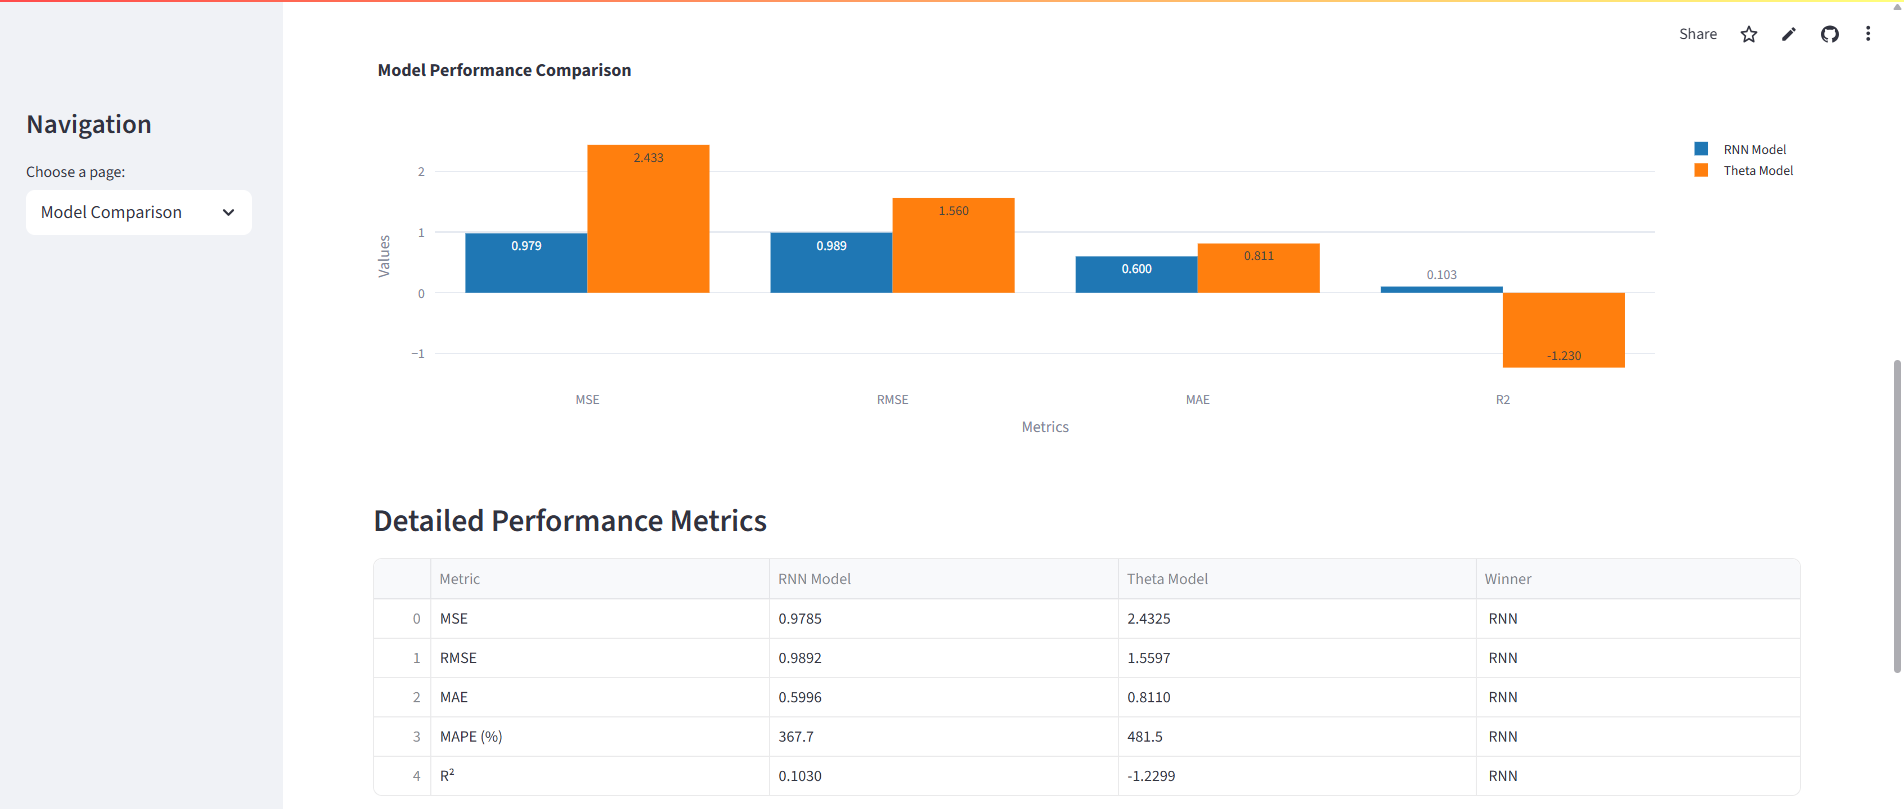 Share
Navigation
Choose a page:
Model Comparison
Model Performance Comparison
RNN Model
Theta Model
Values
2
1
0
−1
0.979
2.433
0.989
1.560
0.600
0.811
0.103
-1.230
MSE RMSE MAE R2
Metrics
Detailed Performance Metrics
Metric RNN Model Theta Model Winner
0 MSE 0.9785 2.4325 RNN
1 RMSE 0.9892 1.5597 RNN
2 MAE 0.5996 0.8110 RNN
3 MAPE (%) 367.7 481.5 RNN
4 R² 0.1030 -1.2299 RNN